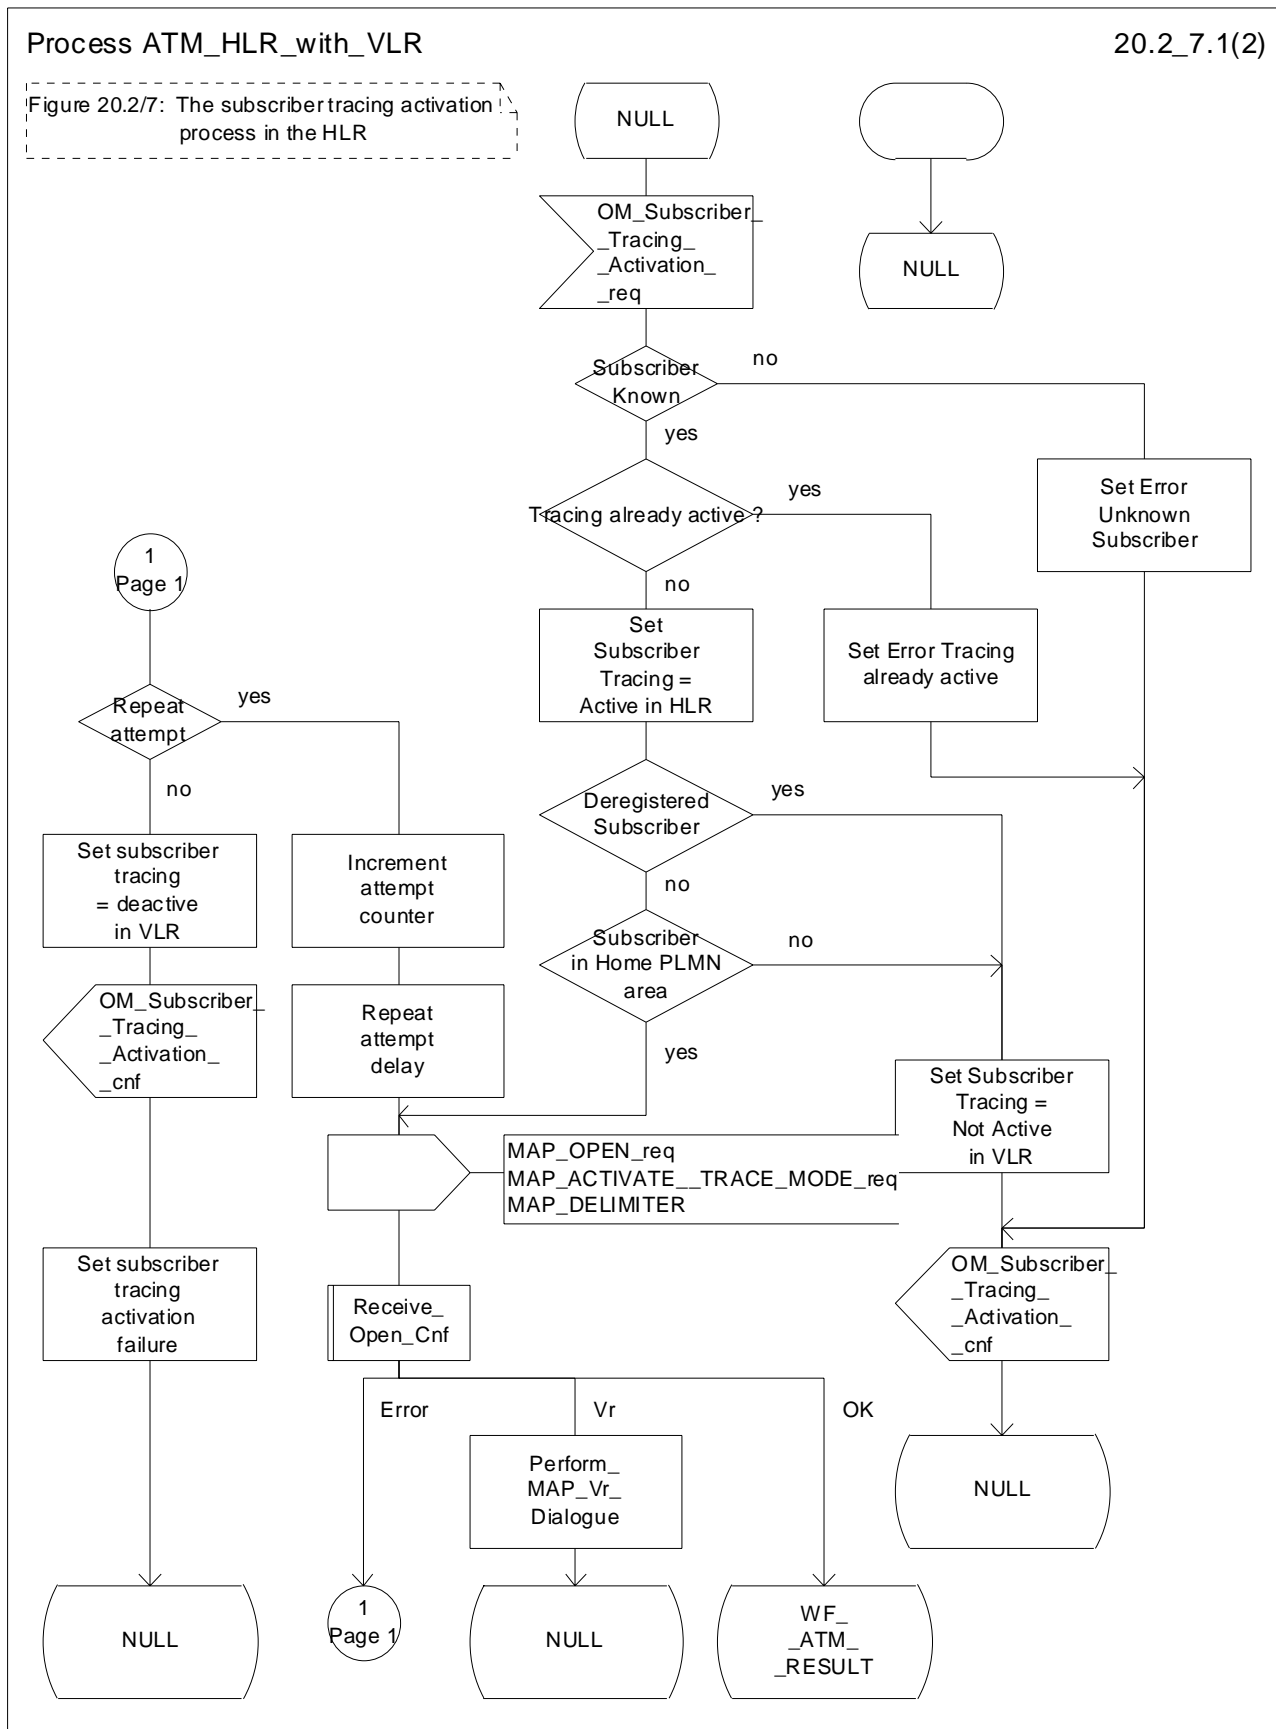 Process ATM_HLR_with_VLR
20.2_7.1(2)
Figure 20.2/7: The subscriber tracing activation
process in the HLR
NULL
NULL
OM_Subscriber_
_Tracing_
_Activation_
_req
Subscriber
Known
no
yes
Tracing already active ?
yes
no
Set Error
Unknown
Subscriber
Set Error Tracing
already active
Set
Subscriber
Tracing =
Active in HLR
Deregistered
Subscriber
yes
no
Subscriber
in Home PLMN
area
no
yes
1
Page 1
Repeat
attempt
yes
no
Set subscriber
tracing
= deactive
in VLR
Increment
attempt
counter
OM_Subscriber_
_Tracing_
_Activation_
_cnf
Repeat
attempt
delay
MAP_OPEN_req
MAP_ACTIVATE__TRACE_MODE_req
MAP_DELIMITER
Set Subscriber
Tracing =
Not Active
in VLR
Set subscriber
tracing
activation
failure
Receive_
Open_Cnf
OM_Subscriber_
_Tracing_
_Activation_
_cnf
Error
Vr
OK
Perform_
MAP_Vr_
Dialogue
NULL
NULL
1
Page 1
NULL
WF_
_ATM_
_RESULT